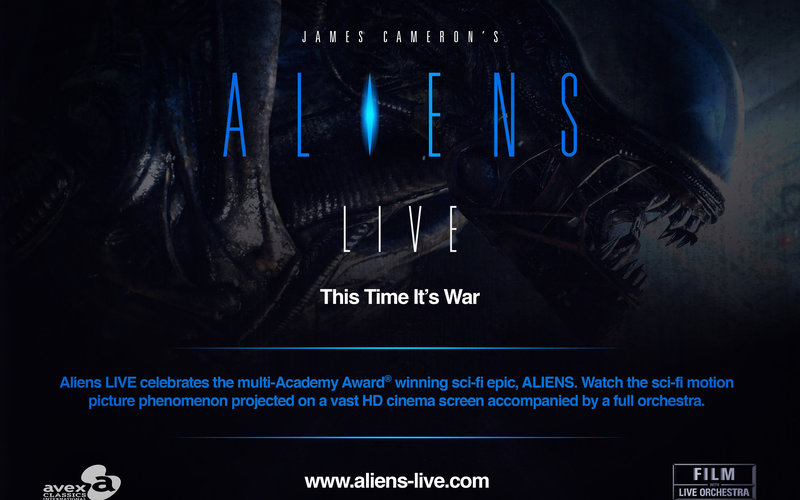 JAMES CAMERON'S
ALIENS
LIVE
This Time It's War
Aliens LIVE celebrates the multi-Academy Award® winning sci-fi epic, ALIENS. Watch the sci-fi motion
picture phenomenon projected on a vast HD cinema screen accompanied by a full orchestra.
www.aliens-live.com
avex
CLASSICS
INTERNATIONAL
a
FILM
WITH
LIVE ORCHESTRA